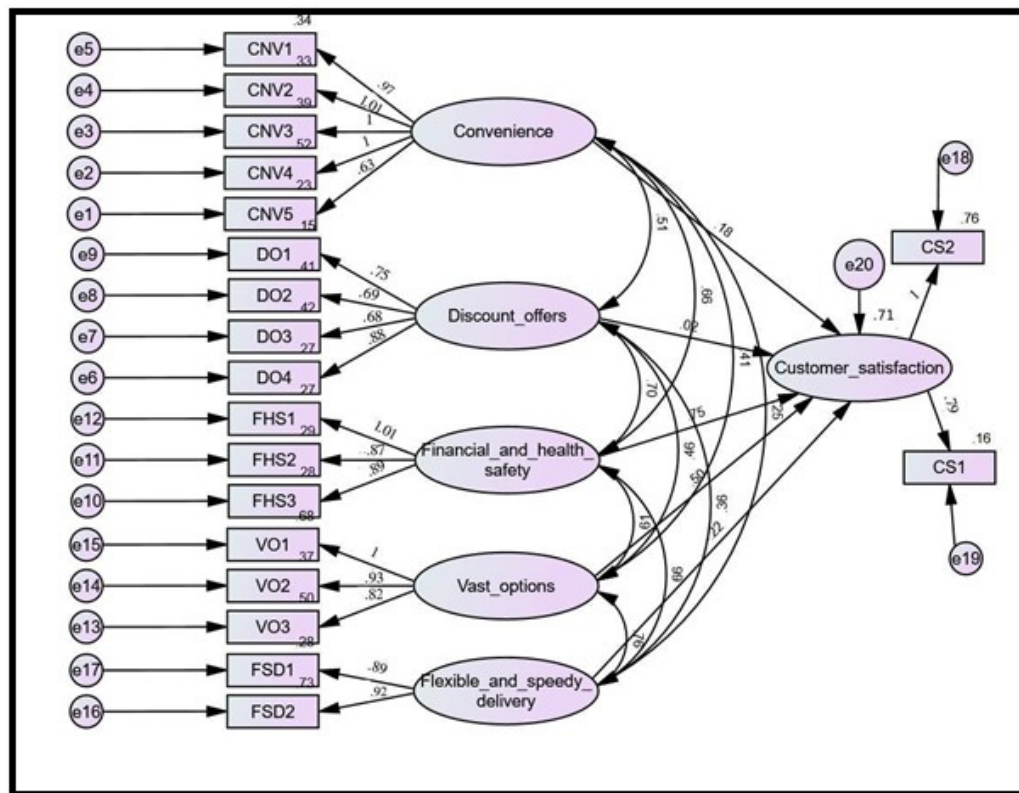 .34
e5
CNV1
33
.97
e4
CNV2
39
1.01
e3
CNV3
52
1
e2
CNV4
23
1
e1
CNV5
15
.63
Convenience
e9
DO1
41
.75
e8
DO2
42
.69
e7
DO3
27
.68
e6
DO4
27
.88
Discount_offers
e12
FHS1
29
1.01
e11
FHS2
28
.87
e10
FHS3
.68
.89
Financial_and_health_
safety
e15
VO1
37
1
e14
VO2
50
.93
e13
VO3
.28
.82
Vast_options
e17
FSD1
73
-.89
e16
FSD2
.92
Flexible_and_speedy_
delivery
.51
.66
.41
.70
.36
.61
.18
.02
.75
.50
.22
e18
.76
CS2
e20
.71
1
Customer_satisfaction
.79
.16
CS1
e19